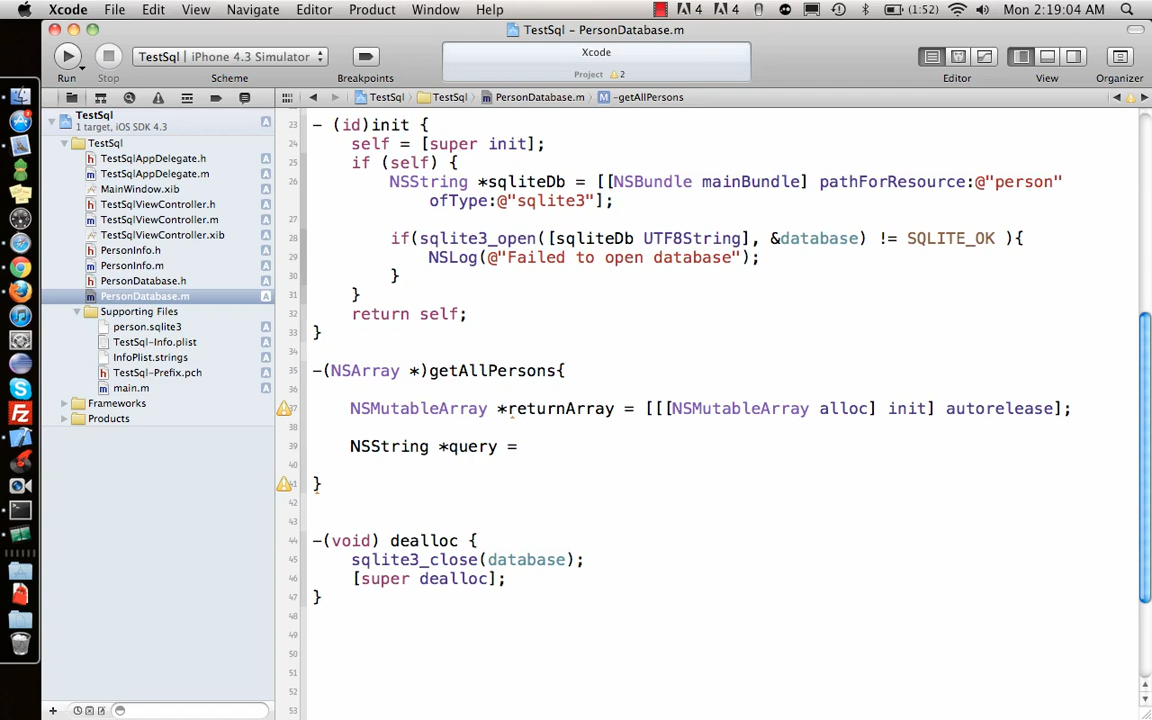 Xcode File Edit View Navigate Editor Product Window Help 4 4 (1:52) Mon 2:19:04 AM
TestSql – PersonDatabase.m
TestSql | iPhone 4.3 Simulator
Xcode
Project 2
Run Stop Scheme Breakpoints Editor View Organizer
TestSql TestSql PersonDatabase.m M -getAllPersons
TestSql
1 target, iOS SDK 4.3
TestSql
TestSqlAppDelegate.h A
TestSqlAppDelegate.m A
MainWindow.xib A
TestSqlViewController.h A
TestSqlViewController.m A
TestSqlViewController.xib A
PersonInfo.h A
PersonInfo.m A
PersonDatabase.h A
PersonDatabase.m A
Supporting Files
person.sqlite3 A
TestSql-Info.plist A
InfoPlist.strings A
TestSql-Prefix.pch A
main.m A
Frameworks
Products
23 - (id)init {
24 self = [super init];
25 if (self) {
26 NSString *sqliteDb = [[NSBundle mainBundle] pathForResource:@"person"
ofType:@"sqlite3"];
27
28 if(sqlite3_open([sqliteDb UTF8String], &database) != SQLITE_OK ){
29 NSLog(@"Failed to open database");
30 }
31 }
32 return self;
33 }
34
35 -(NSArray *)getAllPersons{
36
37 NSMutableArray *returnArray = [[[NSMutableArray alloc] init] autorelease];
38
39 NSString *query =
40
41 }
42
43
44 -(void) dealloc {
45 sqlite3_close(database);
46 [super dealloc];
47 }
48
49
50
51
52
53